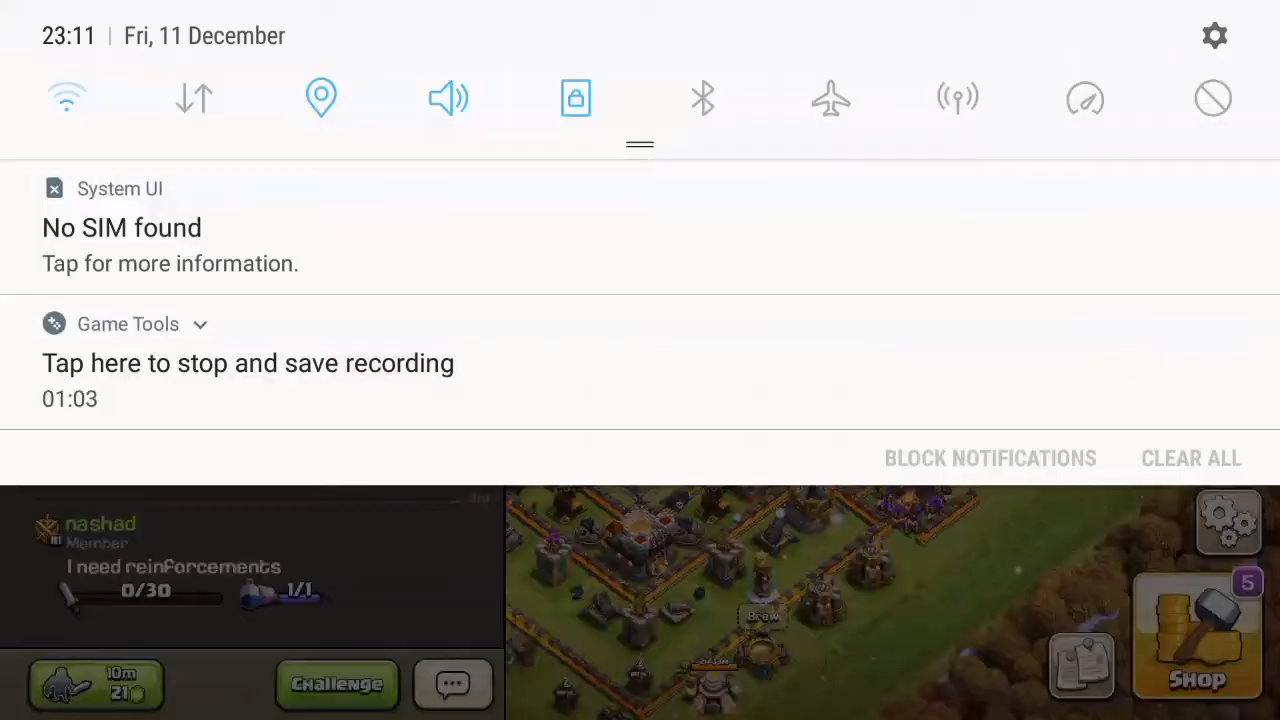 23:11 | Fri, 11 December
System UI
No SIM found
Tap for more information.
Game Tools
Tap here to stop and save recording
01:03
BLOCK NOTIFICATIONS CLEAR ALL
nashad
Member
I need reinforcements
0/30 1/1
10m
21
Challenge
Brew
5
Shop